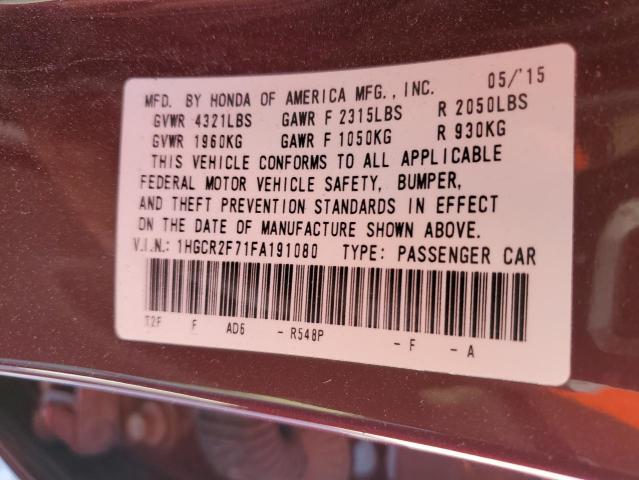 MFD. BY HONDA OF AMERICA MFG., INC. 05/'15
GVWR 4321LBS GAWR F 2315LBS R 2050LBS
GVWR 1960KG GAWR F 1050KG R 930KG
THIS VEHICLE CONFORMS TO ALL APPLICABLE
FEDERAL MOTOR VEHICLE SAFETY, BUMPER,
AND THEFT PREVENTION STANDARDS IN EFFECT
ON THE DATE OF MANUFACTURE SHOWN ABOVE.
V.I.N.: 1HGCR2F71FA191080 TYPE: PASSENGER CAR
T2F F AD6 - R548P - F - A